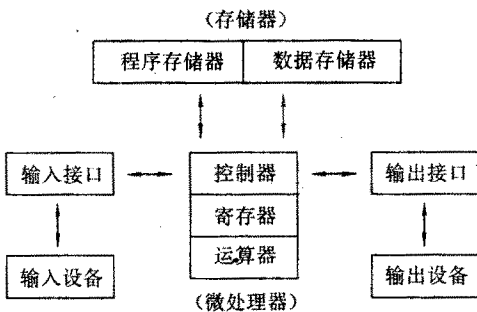 (存储器)
程序存储器 数据存储器
输入接口 控制器 输出接口
寄存器
输入设备 运算器 输出设备
(微处理器)